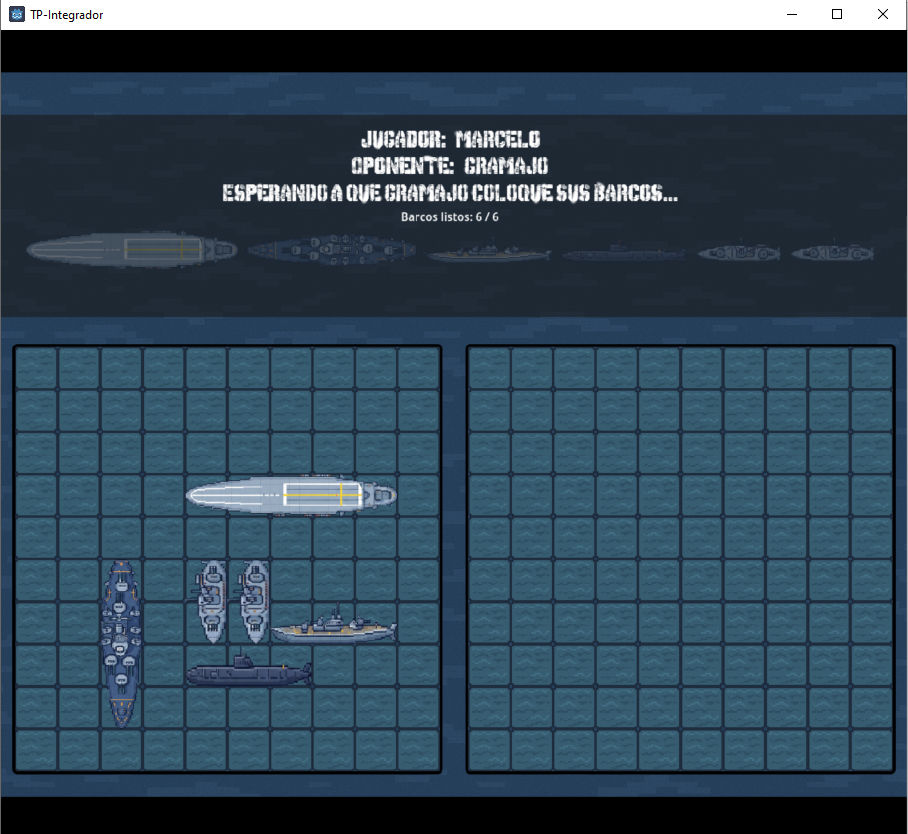 TP-Integrador
JUGADOR: MARCELO
OPONENTE: GRAMAJO
ESPERANDO A QUE GRAMAJO COLOQUE SUS BARCOS...
Barcos listos: 6 / 6